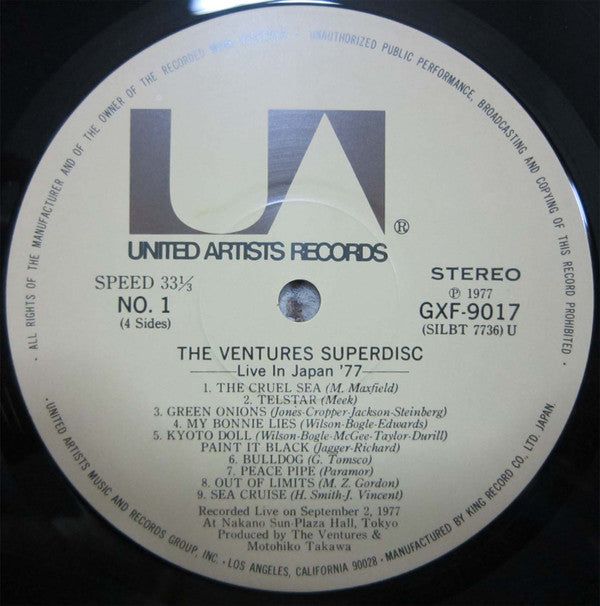 · ALL RIGHTS OF THE MANUFACTURER AND OF THE OWNER OF THE RECORDED WORK RESERVED · UNAUTHORIZED PUBLIC PERFORMANCE, BROADCASTING AND COPYING OF THIS RECORD PROHIBITED ·
UA®
UNITED ARTISTS RECORDS
SPEED 33⅓
NO. 1
(4 Sides)
STEREO
Ⓟ 1977
GXF-9017
(SILBT 7736) U
THE VENTURES SUPERDISC
Live In Japan '77
1. THE CRUEL SEA (M. Maxfield)
2. TELSTAR (Meek)
3. GREEN ONIONS (Jones-Cropper-Jackson-Steinberg)
4. MY BONNIE LIES (Wilson-Bogle-Edwards)
5. KYOTO DOLL (Wilson-Bogle-McGee-Taylor-Durill)
PAINT IT BLACK (Jagger-Richard)
6. BULLDOG (G. Tomsco)
7. PEACE PIPE (Paramor)
8. OUT OF LIMITS (M. Z. Gordon)
9. SEA CRUISE (H. Smith-J. Vincent)
Recorded Live on September 2, 1977
At Nakano Sun-Plaza Hall, Tokyo
Produced by The Ventures &
Motohiko Takawa
UNITED ARTISTS MUSIC AND RECORDS GROUP, INC. · LOS ANGELES, CALIFORNIA 90028 · MANUFACTURED BY KING RECORD CO., LTD. JAPAN.